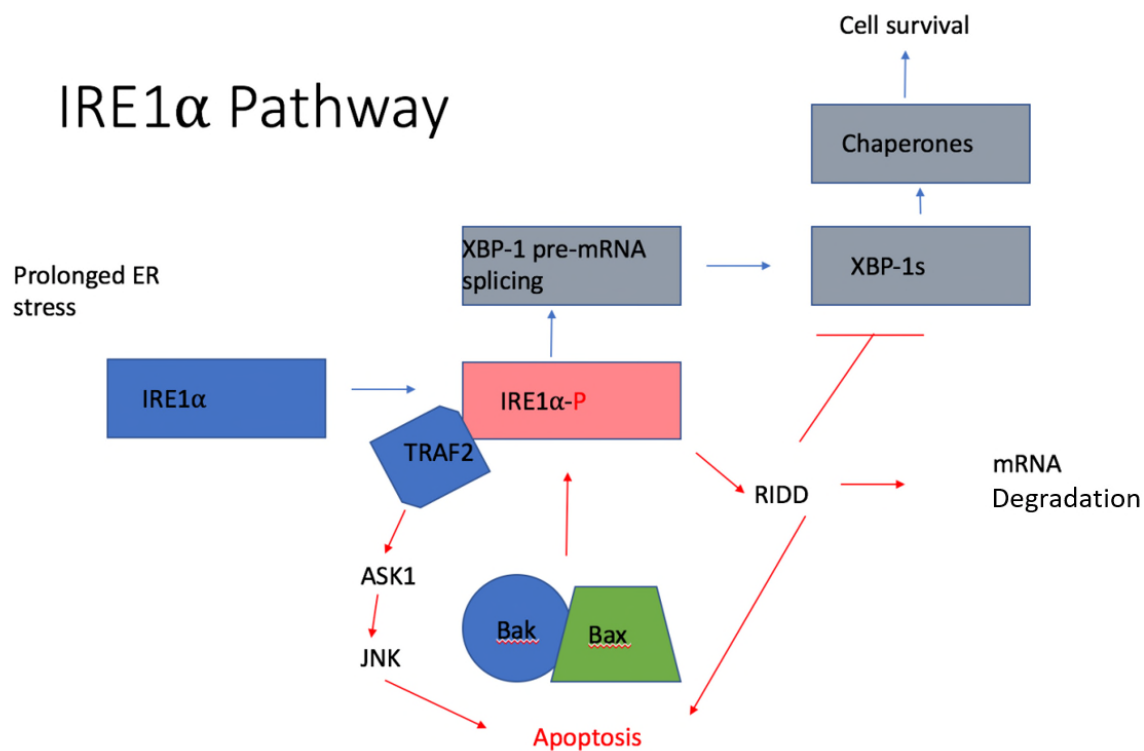 Cell survival
IRE1α Pathway
Chaperones
XBP-1 pre-mRNA
splicing
XBP-1s
Prolonged ER
stress
IRE1α
IRE1α-P
TRAF2
RIDD
mRNA
Degradation
ASK1
Bak
Bax
JNK
Apoptosis